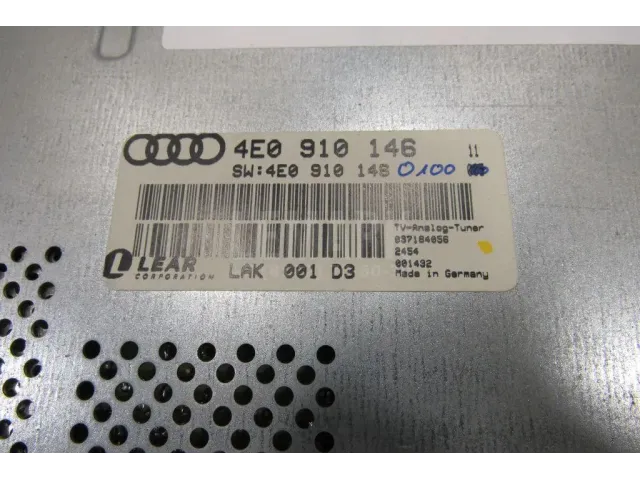 4E0 910 146 11
SW:4E0 910 146 0100
TV-Analog-Tuner
037184056
2454
001432
Made in Germany
LEAR
CORPORATION
LAK 001 D3